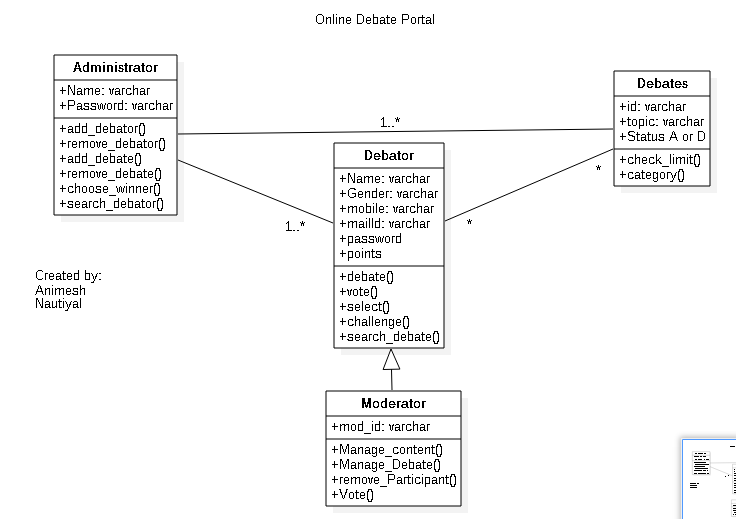 Online Debate Portal
Administrator
+Name: varchar
+Password: varchar
+add_debator()
+remove_debator()
+add_debate()
+remove_debate()
+choose_winner()
+search_debator()
1..*
1..*
Debates
+id: varchar
+topic: varchar
+Status A or D
+check_limit()
+category()
*
*
Debator
+Name: varchar
+Gender: varchar
+mobile: varchar
+mailId: varchar
+password
+points
+debate()
+vote()
+select()
+challenge()
+search_debate()
Created by:
Animesh
Nautiyal
Moderator
+mod_id: varchar
+Manage_content()
+Manage_Debate()
+remove_Participant()
+Vote()